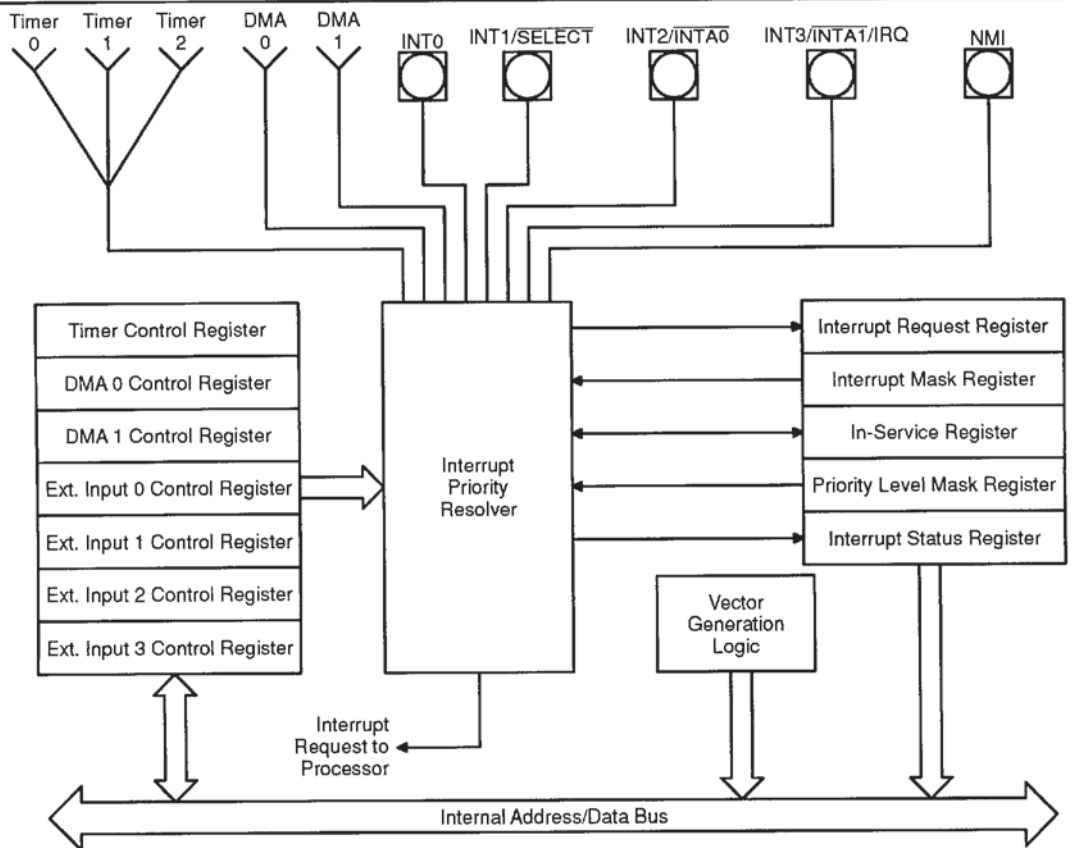 Timer 0
Timer 1
Timer 2
DMA 0
DMA 1
INT0
INT1/S̅E̅L̅E̅C̅T̅
INT2/I̅N̅T̅A̅0̅
INT3/I̅N̅T̅A̅1̅/IRQ
NMI
Timer Control Register
DMA 0 Control Register
DMA 1 Control Register
Ext. Input 0 Control Register
Ext. Input 1 Control Register
Ext. Input 2 Control Register
Ext. Input 3 Control Register
Interrupt
Priority
Resolver
Interrupt Request Register
Interrupt Mask Register
In-Service Register
Priority Level Mask Register
Interrupt Status Register
Vector
Generation
Logic
Interrupt
Request to
Processor
Internal Address/Data Bus